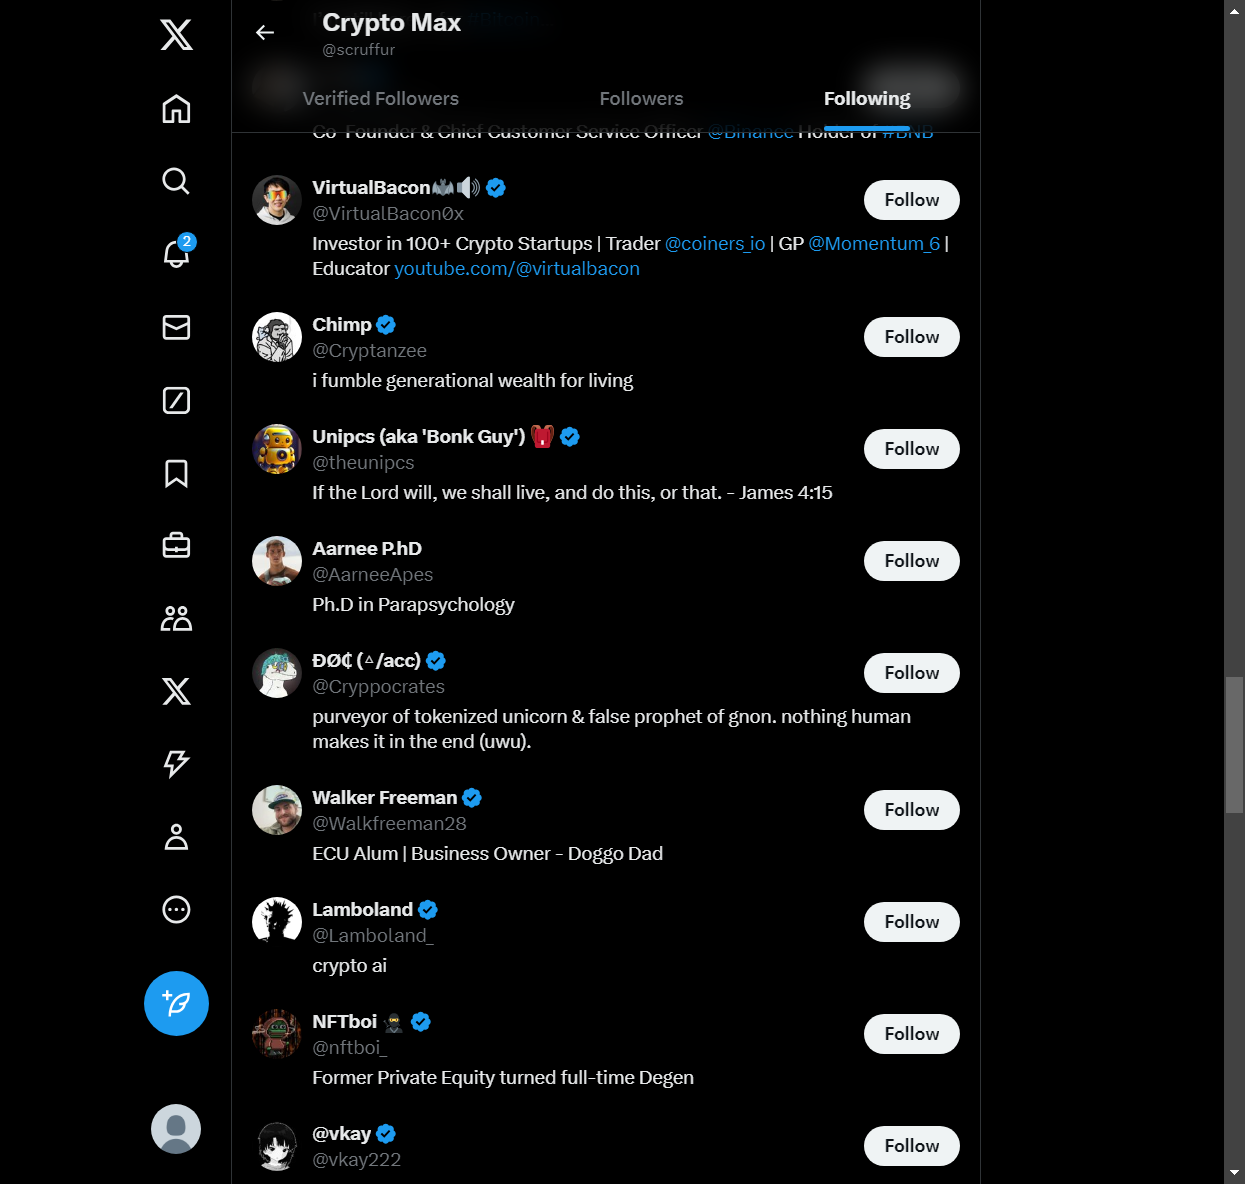 Crypto Max
@scruffur
Verified Followers
Followers
Following
Co-Founder & Chief Customer Service Officer @Binance Holder of #BNB
2
VirtualBacon🦇🔊
@VirtualBacon0x
Follow
Investor in 100+ Crypto Startups | Trader @coiners_io | GP @Momentum_6 |
Educator youtube.com/@virtualbacon
Chimp
@Cryptanzee
Follow
i fumble generational wealth for living
Unipcs (aka 'Bonk Guy') 🎒
@theunipcs
Follow
If the Lord will, we shall live, and do this, or that. - James 4:15
Aarnee P.hD
@AarneeApes
Follow
Ph.D in Parapsychology
ÐØ₵ (▵/acc)
@Cryppocrates
Follow
purveyor of tokenized unicorn & false prophet of gnon. nothing human
makes it in the end (uwu).
Walker Freeman
@Walkfreeman28
Follow
ECU Alum | Business Owner - Doggo Dad
Lamboland
@Lamboland_
Follow
crypto ai
NFTboi 🥷
@nftboi_
Follow
Former Private Equity turned full-time Degen
@vkay
@vkay222
Follow